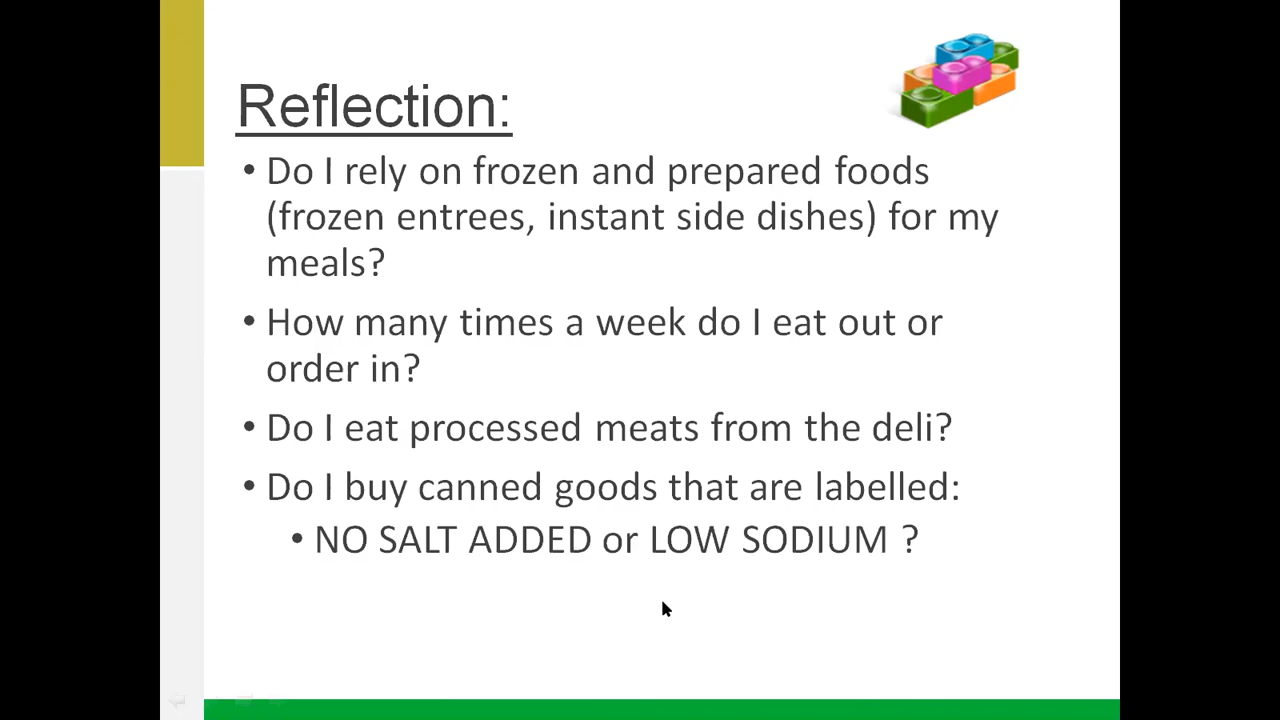 Reflection:
• Do I rely on frozen and prepared foods
(frozen entrees, instant side dishes) for my
meals?
• How many times a week do I eat out or
order in?
• Do I eat processed meats from the deli?
• Do I buy canned goods that are labelled:
• NO SALT ADDED or LOW SODIUM ?